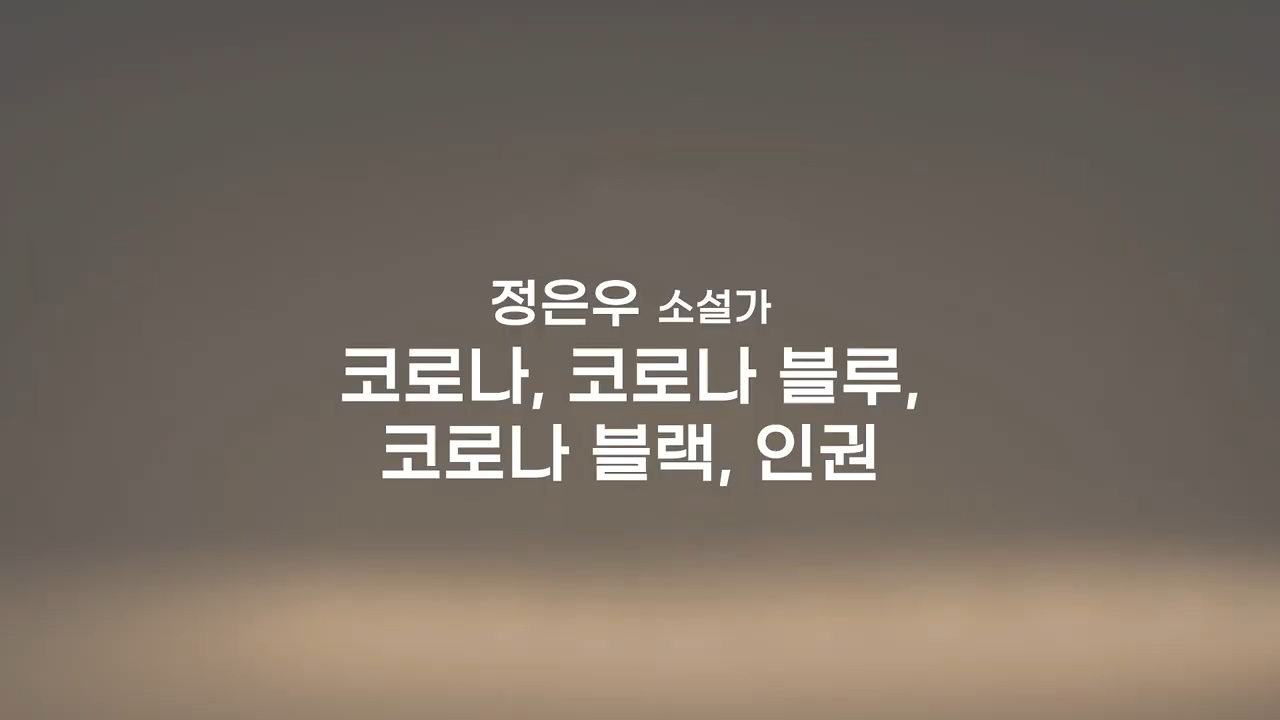 정은우 소설가
코로나, 코로나 블루,
코로나 블랙, 인권